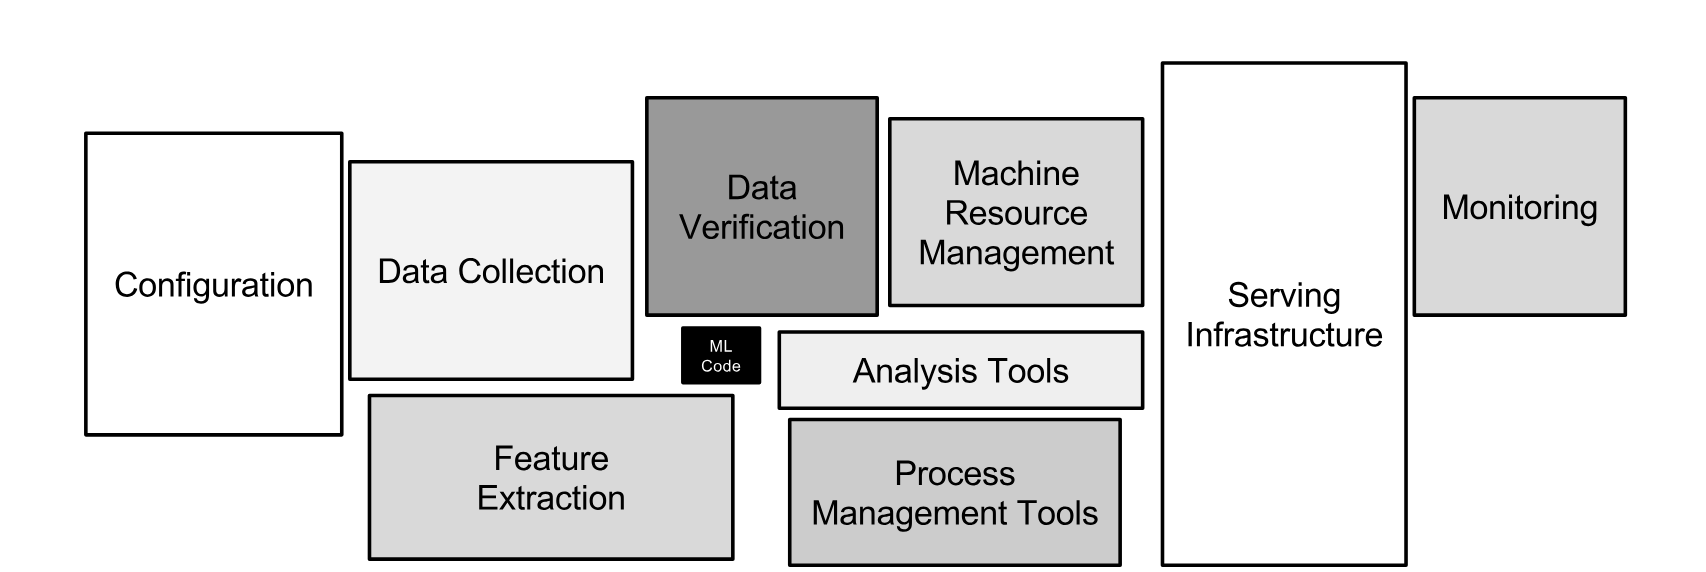 Configuration
Data Collection
Data
Verification
Machine
Resource
Management
Monitoring
Serving
Infrastructure
ML
Code
Analysis Tools
Feature
Extraction
Process
Management Tools